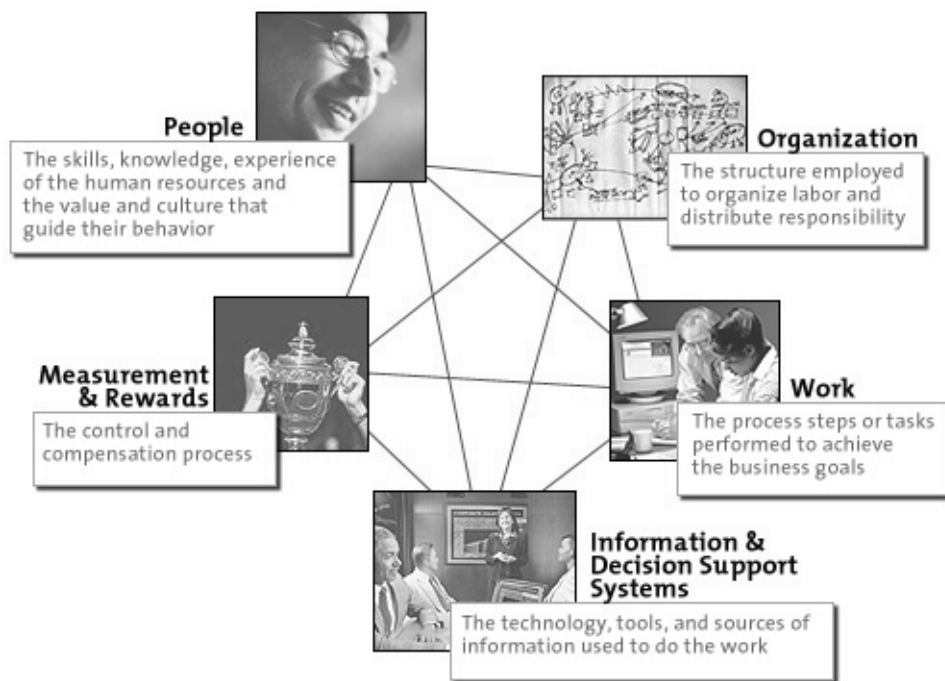 People
The skills, knowledge, experience
of the human resources and
the value and culture that
guide their behavior
Organization
The structure employed
to organize labor and
distribute responsibility
Measurement
& Rewards
The control and
compensation process
Work
The process steps or tasks
performed to achieve
the business goals
Information &
Decision Support
Systems
The technology, tools, and sources of
information used to do the work